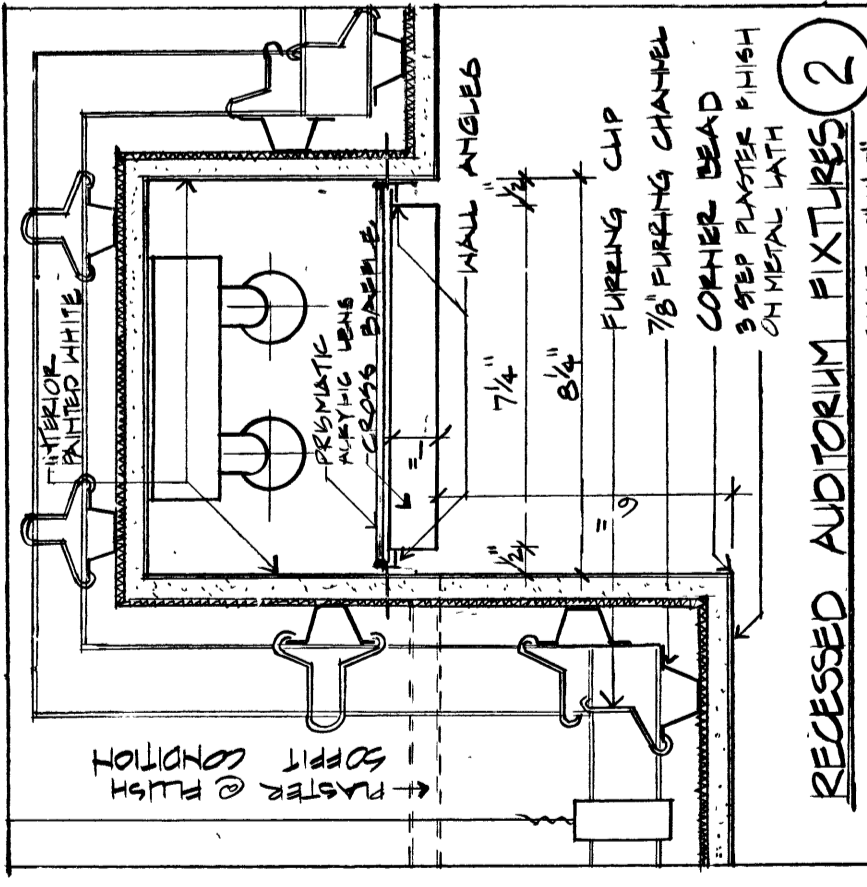 INTERIOR
PAINTED WHITE
PRISMATIC
ACRYLIC LENS
CROSS BAFFLE
WALL ANGLES
1/2"
7 1/4"
1/2"
8 1/4"
1"
6"
FURRING CLIP
7/8" FURRING CHANNEL
CORNER BEAD
3 STEP PLASTER FINISH
ON METAL LATH
PLASTER @ FLUSH
SOFFIT CONDITION
RECESSED AUDITORIUM FIXTURES 2